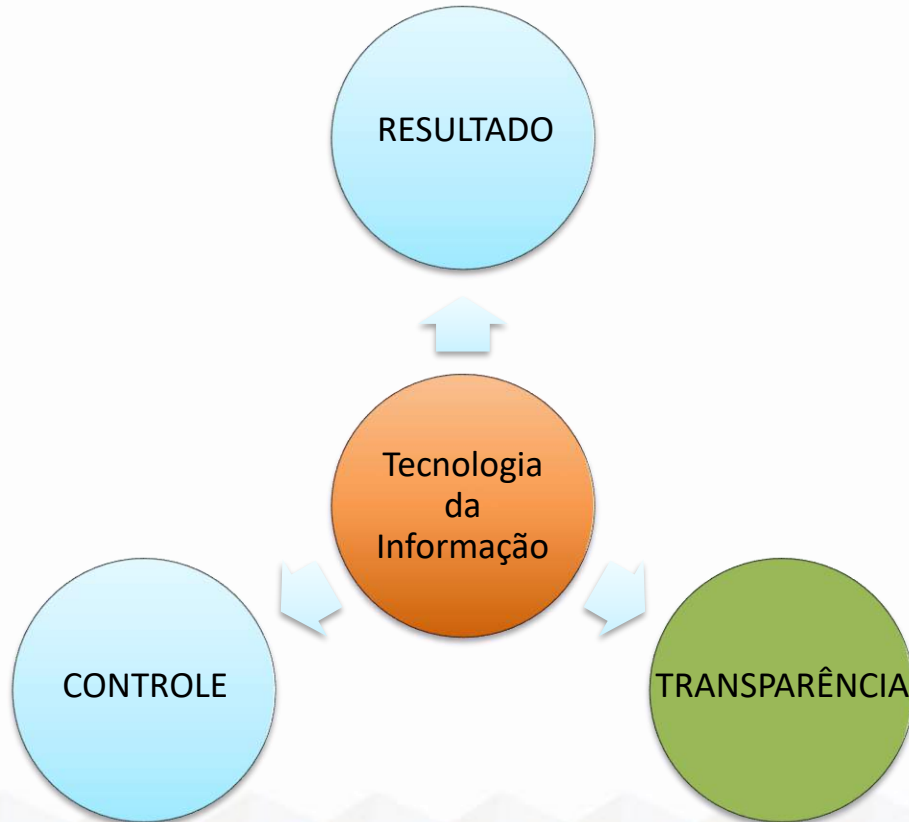 RESULTADO
Tecnologia
da
Informação
CONTROLE
TRANSPARÊNCIA